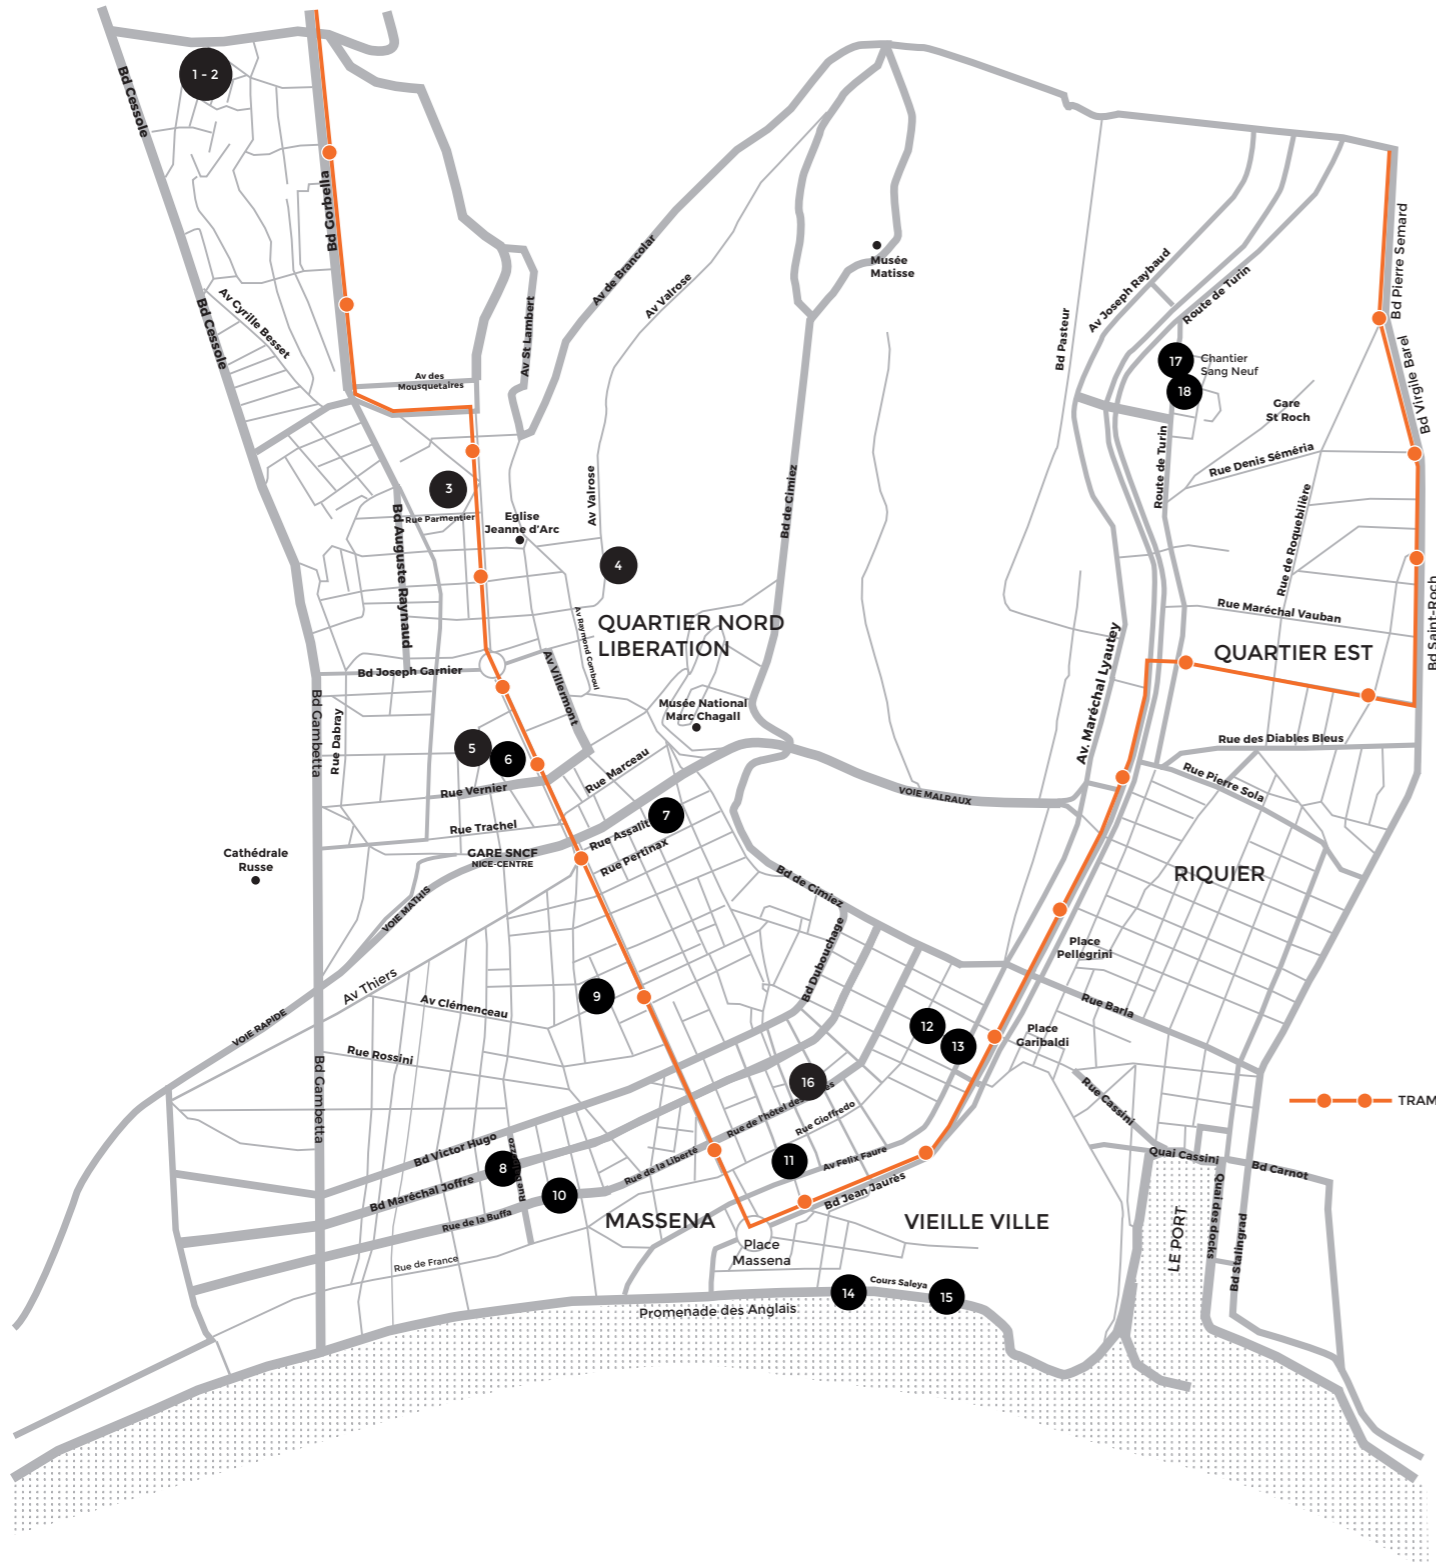 1 - 2
Bd Cessole
Bd Gorbella
Av Cyrille Besset
Bd Cessole
Av des
Mousquetaires
Av St Lambert
Av de Brancolar
Av Valrose
Musée
Matisse
Bd Pasteur
Av Joseph Raybaud
Route de Turin
Bd Pierre Semard
Bd Virgile Barel
17
Chantier
Sang Neuf
18
Gare
St Roch
Rue Denis Séméria
Route de Turin
Rue de Roquebilière
3
Rue Parmentier
Bd Auguste Raynaud
Eglise
Jeanne d'Arc
Av Valrose
4
Bd de Cimiez
Av Raymond Comboul
QUARTIER NORD
LIBERATION
Rue Maréchal Vauban
QUARTIER EST
Bd Saint-Roch
Bd Joseph Garnier
Av Villermont
Musée National
Marc Chagall
Av. Maréchal Lyautey
Bd Gambetta
Rue Dabray
5
6
Rue Vernier
Rue Marceau
Rue des Diables Bleus
Rue Pierre Sola
VOIE MALRAUX
7
Rue Trachel
Rue Assalit
Rue Pertinax
GARE SNCF
NICE-CENTRE
Cathédrale
Russe
VOIE MATHIS
Bd de Cimiez
RIQUIER
Bd Dubouchage
Place
Pellegrini
Av Thiers
Av Clémenceau
9
VOIE RAPIDE
Rue Rossini
Rue Barla
12
13
Place
Garibaldi
Bd Gambetta
16
Rue de l'hôtel des
Rue Gioffredo
Rue Cassini
TRAM
Bd Victor Hugo
8
Rue
Bd Maréchal Joffre
10
Rue de la Liberté
11
Av Felix Faure
Bd Jean Jaurès
Quai Cassini
Bd Carnot
Quai des docks
Rue de la Buffa
MASSENA
VIEILLE VILLE
LE PORT
Bd Stalingrad
Rue de France
Place
Massena
14
Cours Saleya
15
Promenade des Anglais